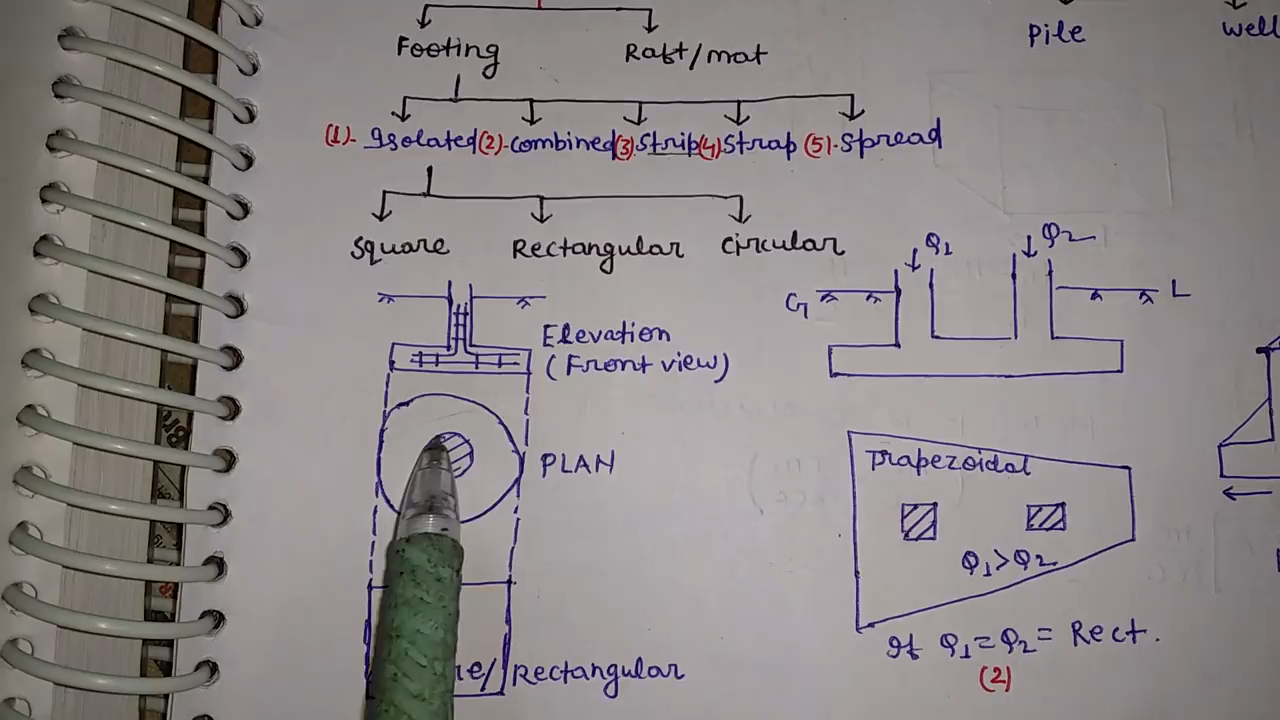 Footing
Raft/mat
Pile
Well
(1). Isolated (2).combined (3) Strip (4) Strap (5). Spread
Square
Rectangular
Circular
Q1
Q2
G
L
Elevation
(Front view)
PLAN
Trapezoidal
Q1>Q2
If Q1=Q2= Rect.
(2)
re/Rectangular